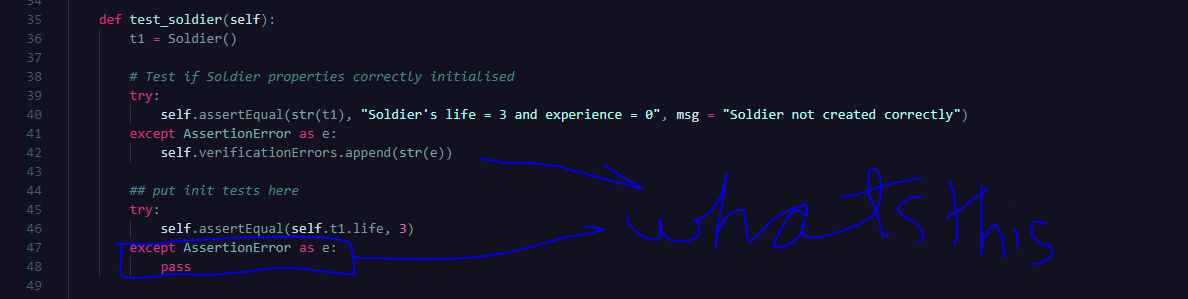 34
35 def test_soldier(self):
36 t1 = Soldier()
37
38 # Test if Soldier properties correctly initialised
39 try:
40 self.assertEqual(str(t1), "Soldier's life = 3 and experience = 0", msg = "Soldier not created correctly")
41 except AssertionError as e:
42 self.verificationErrors.append(str(e))
43
44 ## put init tests here
45 try:
46 self.assertEqual(self.t1.life, 3)
47 except AssertionError as e:
48 pass
49
whats this